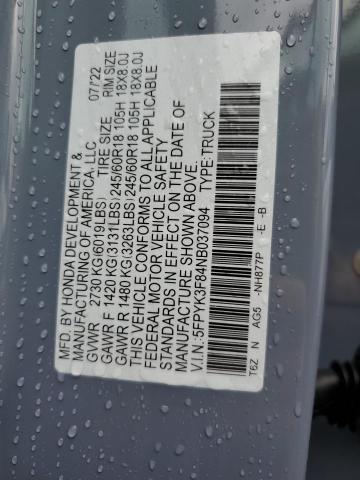 MFD. BY HONDA DEVELOPMENT & 07/22
MANUFACTURING OF AMERICA, LLC
GVWR 2730 KG(6019LBS) TIRE SIZE RIM SIZE
GAWR F 1420 KG(3131LBS)245/60R18 105H 18X8.0J
GAWR R 1480 KG(3263LBS)245/60R18 105H 18X8.0J
THIS VEHICLE CONFORMS TO ALL APPLICABLE
FEDERAL MOTOR VEHICLE SAFETY
STANDARDS IN EFFECT ON THE DATE OF
MANUFACTURE SHOWN ABOVE.
V.I.N.:5FPYK3F84NB037094 TYPE:TRUCK
T6Z N AG5 -NH877P -E -B